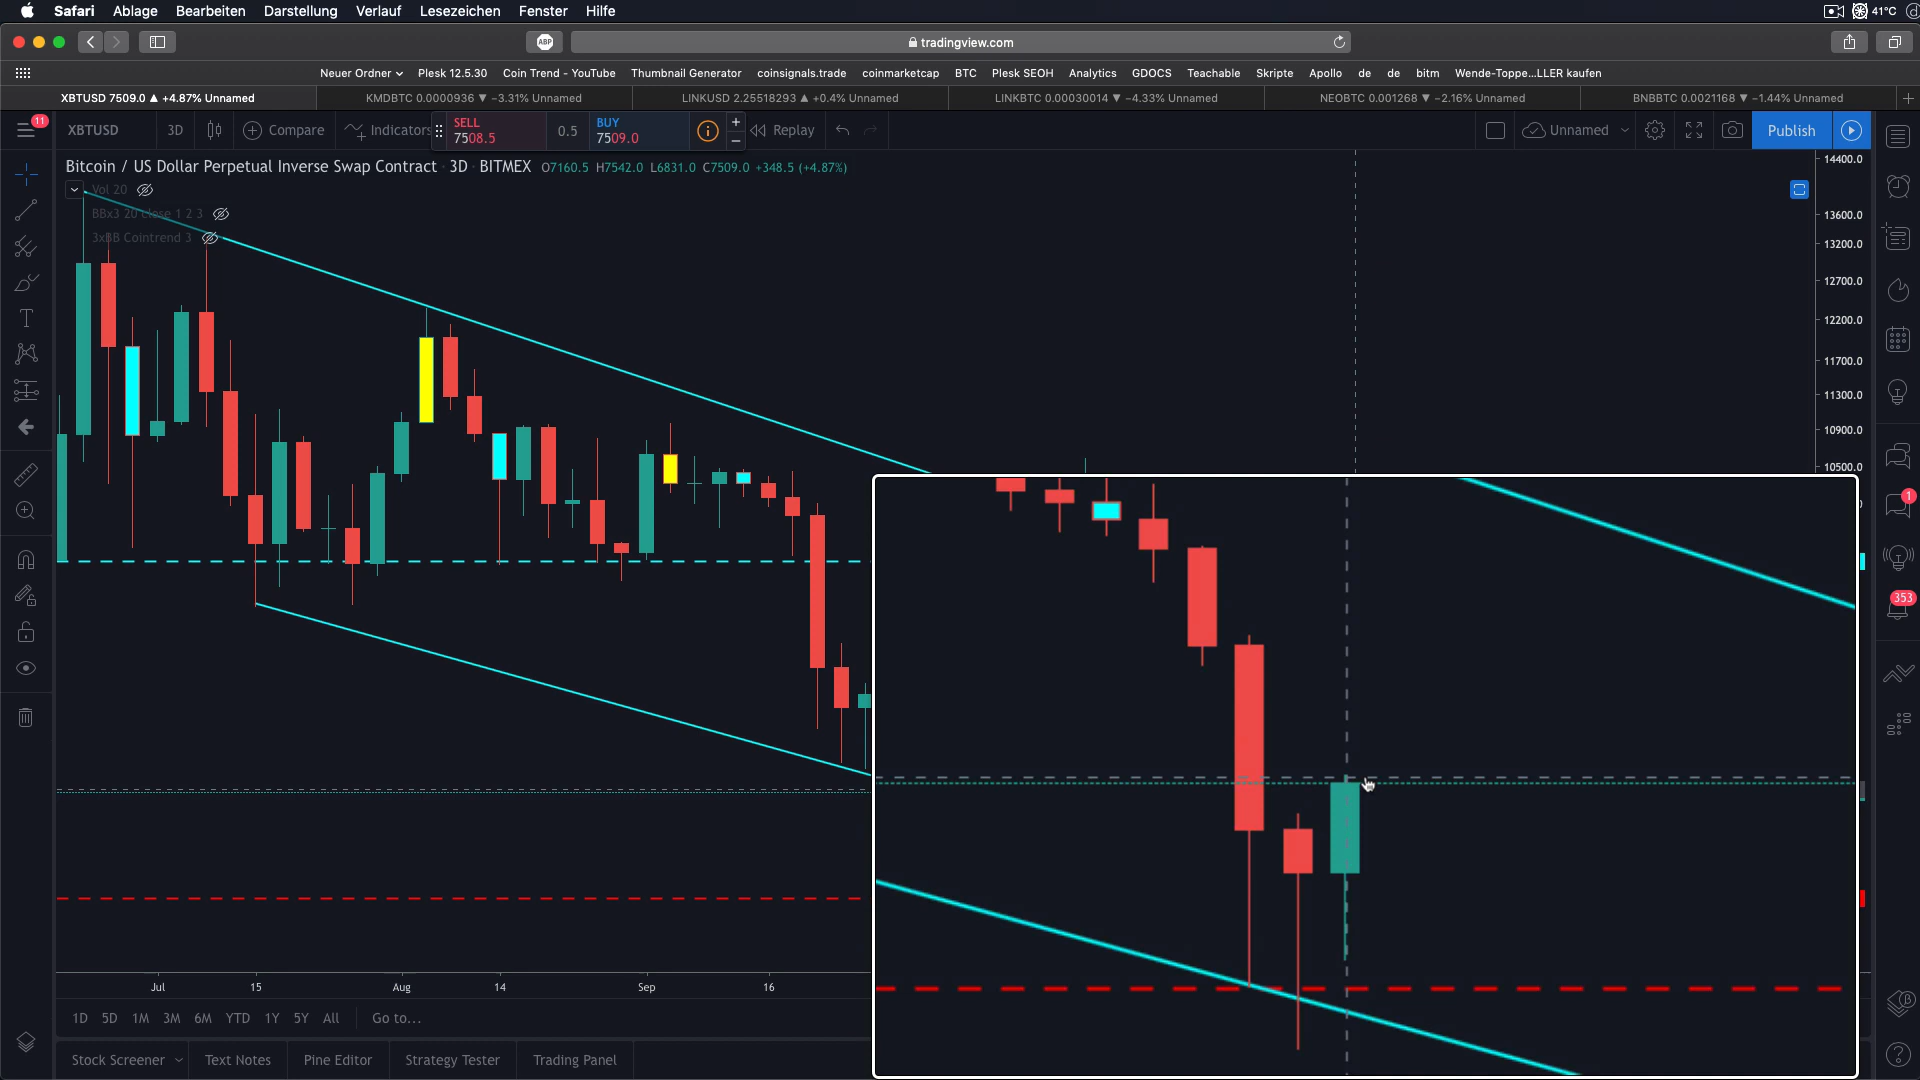 Safari Ablage Bearbeiten Darstellung Verlauf Lesezeichen Fenster Hilfe 41°C
ABP tradingview.com
Neuer Ordner Plesk 12.5.30 Coin Trend - YouTube Thumbnail Generator coinsignals.trade coinmarketcap BTC Plesk SEOH Analytics GDOCS Teachable Skripte Apollo de de bitm Wende-Toppe...LLER kaufen
XBTUSD 7509.0 ▲ +4.87% Unnamed KMDBTC 0.0000936 ▼ −3.31% Unnamed LINKUSD 2.25518293 ▲ +0.4% Unnamed LINKBTC 0.00030014 ▼ −4.33% Unnamed NEOBTC 0.001268 ▼ −2.16% Unnamed BNBBTC 0.0021168 ▼ −1.44% Unnamed
11 XBTUSD 3D Compare Indicators SELL 7508.5 0.5 BUY 7509.0 Replay Unnamed Publish
Bitcoin / US Dollar Perpetual Inverse Swap Contract · 3D · BITMEX O7160.5 H7542.0 L6831.0 C7509.0 +348.5 (+4.87%)
Vol 20
BBx3 20 close 1 2 3
3xBB Cointrend 3
14400.0
13600.0
13200.0
12700.0
12200.0
11700.0
11300.0
10900.0
10500.0
1
353
Jul 15 Aug 14 Sep 16
1D 5D 1M 3M 6M YTD 1Y 5Y All Go to...
Stock Screener Text Notes Pine Editor Strategy Tester Trading Panel